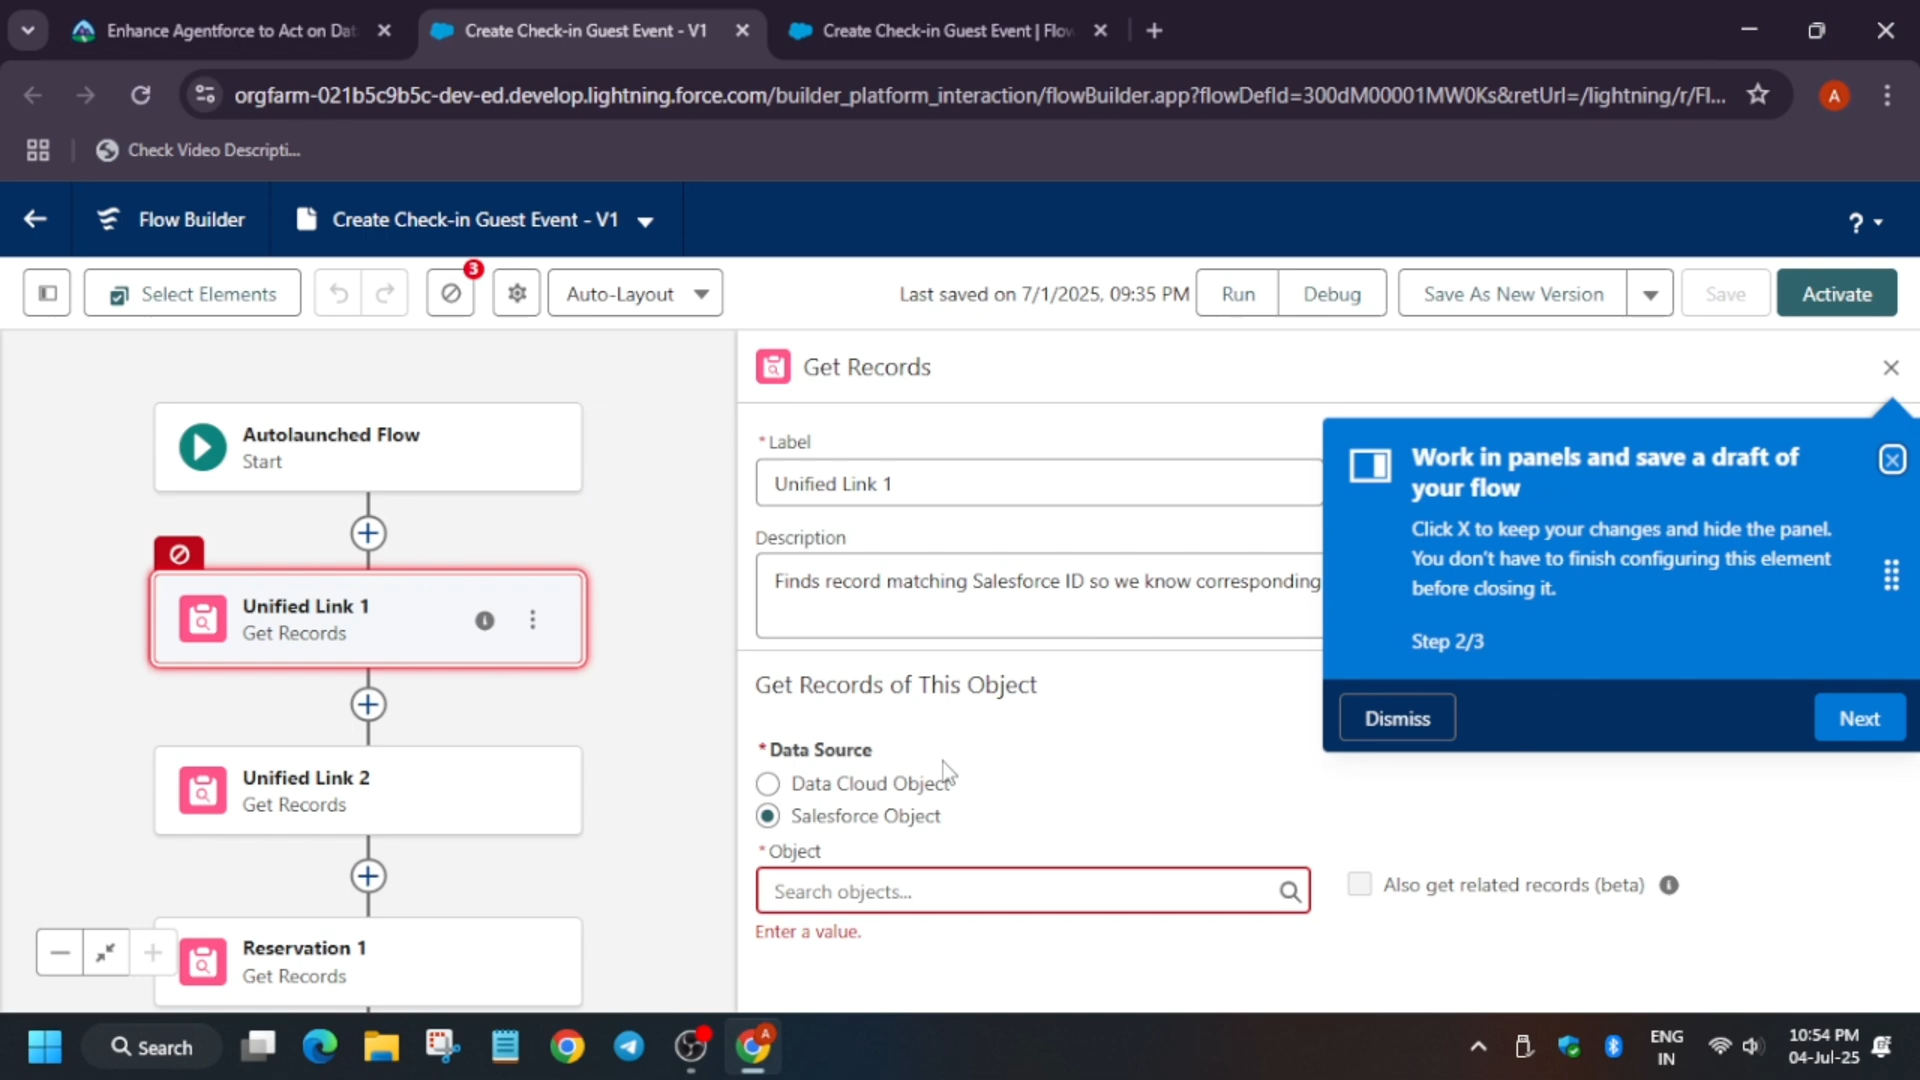 Enhance Agentforce to Act on Dat
Create Check-in Guest Event - V1
Create Check-in Guest Event | Flow
orgfarm-021b5c9b5c-dev-ed.develop.lightning.force.com/builder_platform_interaction/flowBuilder.app?flowDefId=300dM00001MW0Ks&retUrl=/lightning/r/Fl...
A
Check Video Descripti...
Flow Builder
Create Check-in Guest Event - V1
?
Select Elements
3
Auto-Layout
Last saved on 7/1/2025, 09:35 PM
Run
Debug
Save As New Version
Save
Activate
Autolaunched Flow
Start
Unified Link 1
Get Records
Unified Link 2
Get Records
Reservation 1
Get Records
Get Records
* Label
Unified Link 1
Description
Finds record matching Salesforce ID so we know corresponding
Get Records of This Object
* Data Source
Data Cloud Object
Salesforce Object
* Object
Search objects...
Enter a value.
Also get related records (beta)
Work in panels and save a draft of
your flow
Click X to keep your changes and hide the panel.
You don't have to finish configuring this element
before closing it.
Step 2/3
Dismiss
Next
Search
A
ENG
IN
10:54 PM
04-Jul-25